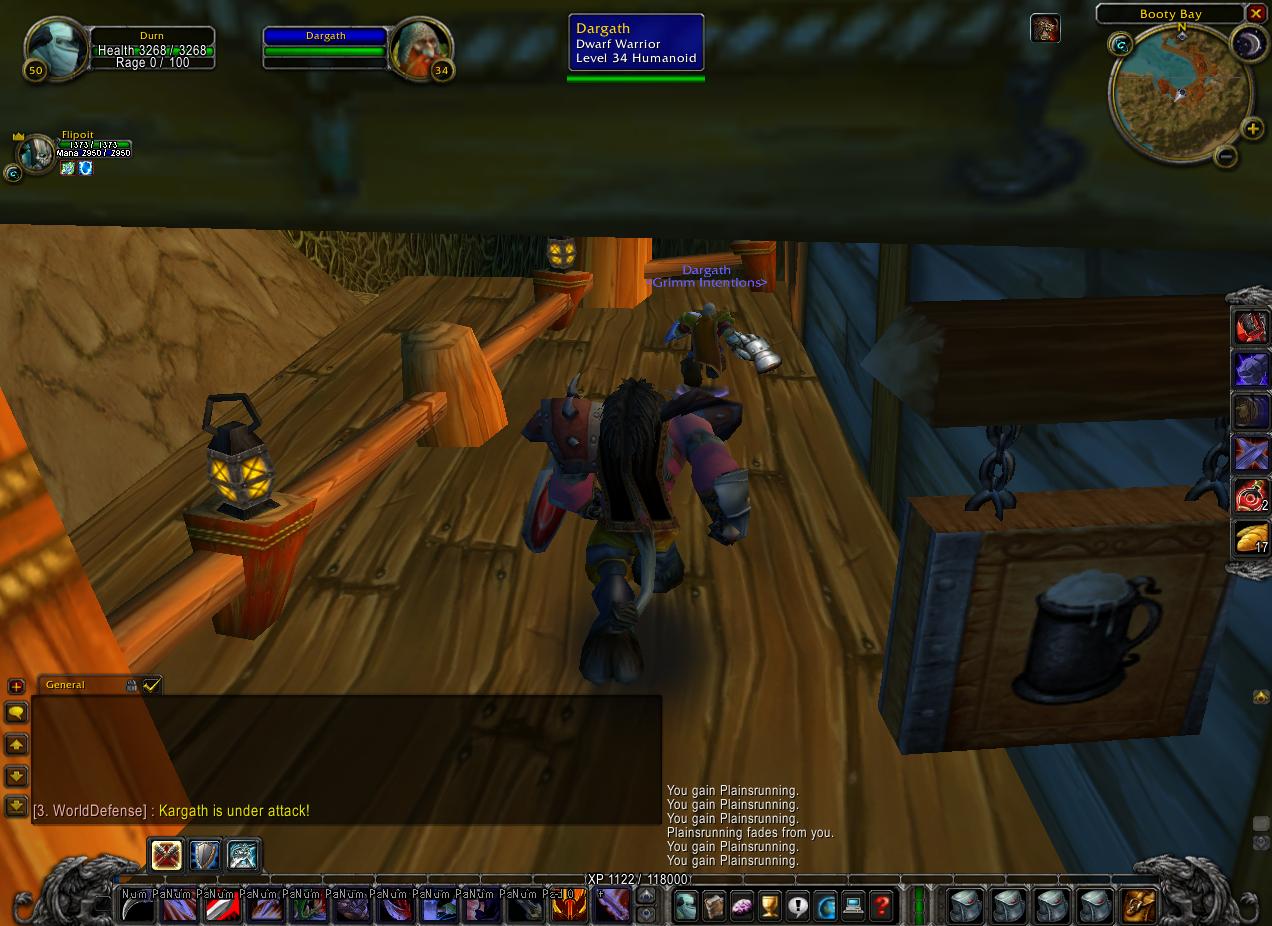 Durn
Health 3268 / 3268
Rage 0 / 100
50
Dargath
34
Dargath
Dwarf Warrior
Level 34 Humanoid
Booty Bay
N
Flipoit
1373 / 1373
Mana 2950 / 2950
Dargath
<Grimm Intentions>
2
17
General
[3. WorldDefense] : Kargath is under attack!
You gain Plainsrunning.
You gain Plainsrunning.
You gain Plainsrunning.
Plainsrunning fades from you.
You gain Plainsrunning.
You gain Plainsrunning.
XP 1122 / 118000